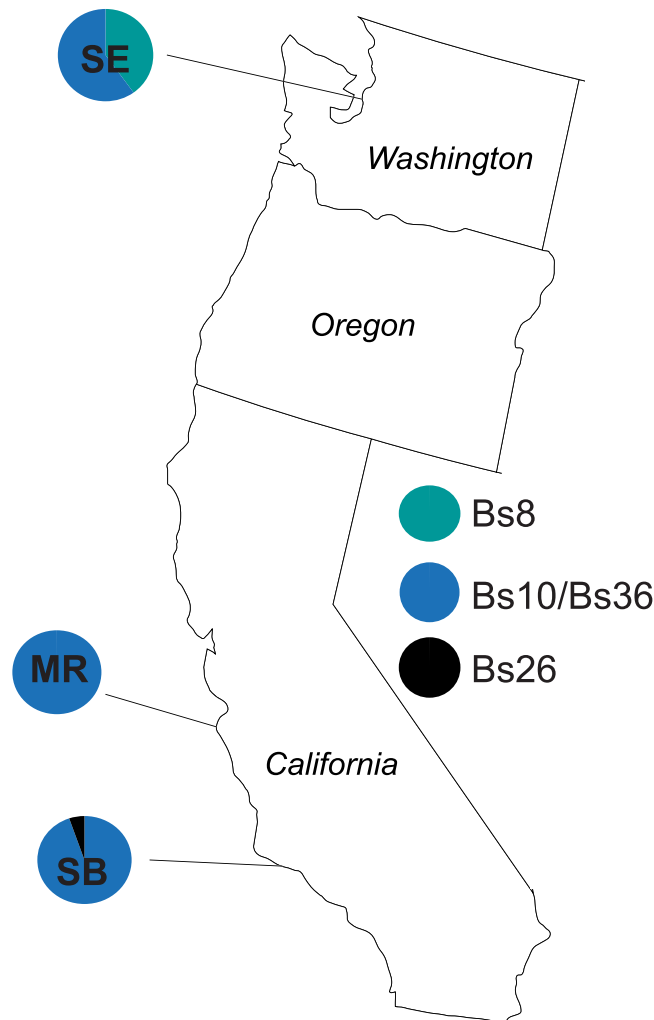 SE
Washington
Oregon
Bs8
Bs10/Bs36
MR
Bs26
California
SB